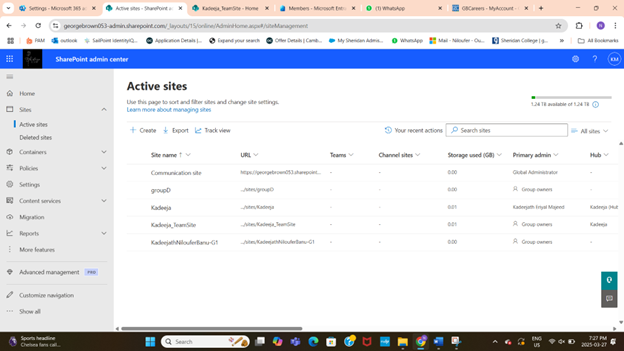 Settings - Microsoft 365 a
Active sites - SharePoint adm
Kadeeja_TeamSite - Home
Members - Microsoft Entr
(1) WhatsApp
GBCareers - MyAccount -
georgebrown053-admin.sharepoint.com/_layouts/15/online/AdminHome.aspx#/siteManagement
PAM
outlook
SailPoint IdentityIQ...
Application Details |...
Expand your search
Offer Details | Camb...
My Sheridan Admis...
WhatsApp
Mail - Niloufer - Ou...
Sheridan College | g...
All Bookmarks
SharePoint admin center
KM
Home
Sites
Active sites
Deleted sites
Containers
Policies
Settings
Content services
Migration
Reports
More features
Advanced management PRO
Customize navigation
Show all
Active sites
Use this page to sort and filter sites and change site settings.
Learn more about managing sites
1.24 TB available of 1.24 TB
Create
Export
Track view
Your recent actions
Search sites
All sites
Site name ↑ URL Teams Channel sites Storage used (GB) Primary admin Hub
Communication site https://georgebrown053.sharepoint... - - 0.00 Global Administrator -
groupD .../sites/groupD - - 0.00 Group owners -
Kadeeja .../sites/Kadeeja - - 0.01 Kadeejath Iriyal Majeed Kadeeja (Hub
Kadeeja_TeamSite .../sites/Kadeeja_TeamSite - - 0.01 Group owners Kadeeja
KadeejathNilouferBanu-G1 .../sites/KadeejathNilouferBanu-G1 - - 0.00 Group owners -
Sports headline
Chelsea fans call...
Search
ENG
US
7:27 PM
2025-03-27